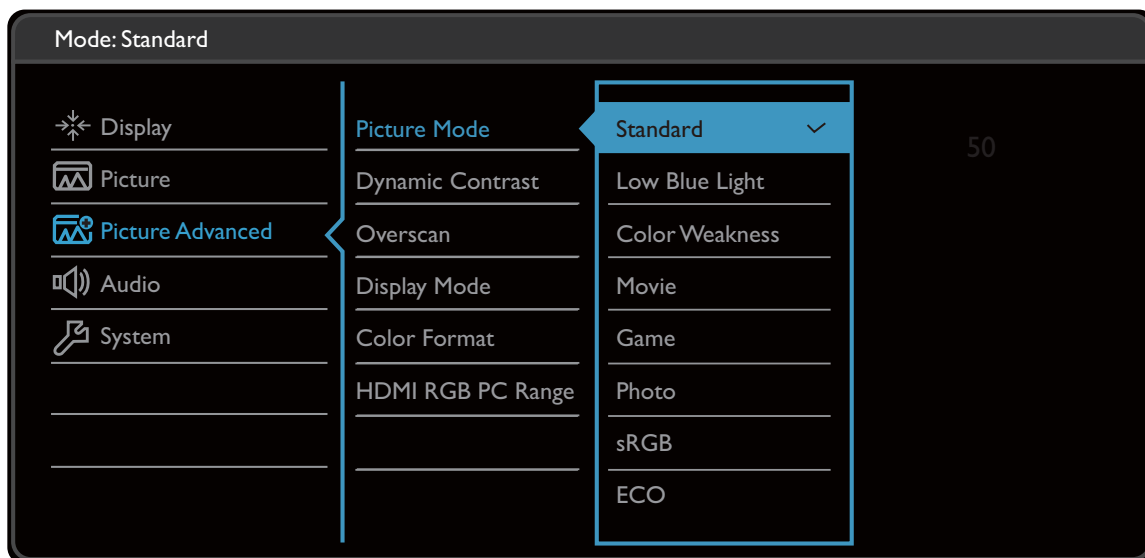 Mode: Standard
Display
Picture
Picture Advanced
Audio
System
Picture Mode
Dynamic Contrast
Overscan
Display Mode
Color Format
HDMI RGB PC Range
Standard
Low Blue Light
Color Weakness
Movie
Game
Photo
sRGB
ECO
50